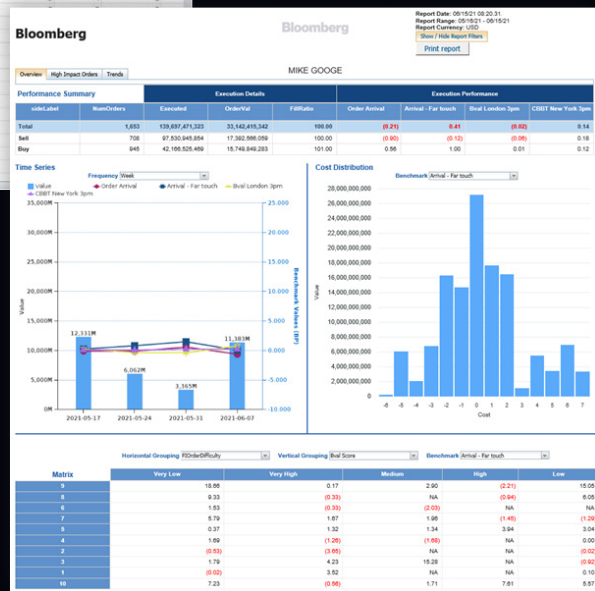 Bloomberg
Bloomberg
Report Date: 06/15/21 08:20:31
Report Range: 05/16/21 - 06/15/21
Report Currency: USD
Show / Hide Report Filters
Print report
Overview High Impact Orders Trends
MIKE GOOGE
Performance Summary Execution Details Execution Performance
sideLabel NumOrders Executed OrderVal FillRatio Order Arrival Arrival - Far touch Bval London 3pm CBBT New York 3pm
Total 1,653 139,697,471,323 33,142,415,342 100.00 (0.21) 0.41 (0.02) 0.14
Sell 708 97,530,945,854 17,392,566,059 100.00 (0.90) (0.12) (0.06) 0.18
Buy 945 42,166,525,469 15,749,849,283 101.00 0.56 1.00 0.01 0.12
Time Series
Frequency Week
Value Order Arrival Arrival - Far touch Bval London 3pm
CBBT New York 3pm
35,000M 25.000
30,000M 20.000
25,000M 15.000
20,000M 10.000
15,000M 5.000
10,000M 0.000
5,000M -5.000
0M -10.000
Value
Benchmark Values (BP)
12,331M
6,062M
3,365M
11,383M
2021-05-17 2021-05-24 2021-05-31 2021-06-07
Cost Distribution
Benchmark Arrival - Far touch
28,000,000,000
26,000,000,000
24,000,000,000
22,000,000,000
20,000,000,000
18,000,000,000
16,000,000,000
14,000,000,000
12,000,000,000
10,000,000,000
8,000,000,000
6,000,000,000
4,000,000,000
2,000,000,000
0
Value
-6 -5 -4 -3 -2 -1 0 1 2 3 4 5 6 7
Cost
Horizontal Grouping FIOrderDifficulty Vertical Grouping Bval Score Benchmark Arrival - Far touch
Matrix Very Low Very High Medium High Low
9 18.66 0.17 2.90 (2.21) 15.05
8 9.33 (0.33) NA (0.94) 6.05
6 1.53 (0.33) (2.03) NA NA
7 5.79 1.67 1.96 (1.45) (1.29
5 0.37 1.32 1.34 3.94 3.04
4 1.69 (1.26) (1.68) NA 0.00
2 (0.53) (3.65) NA NA (0.02
3 1.79 4.23 15.28 NA (0.92
1 (0.02) 3.52 NA NA 0.10
10 7.23 (0.56) 1.71 7.61 5.57